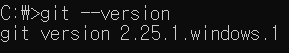 C:₩>git --version
git version 2.25.1.windows.1